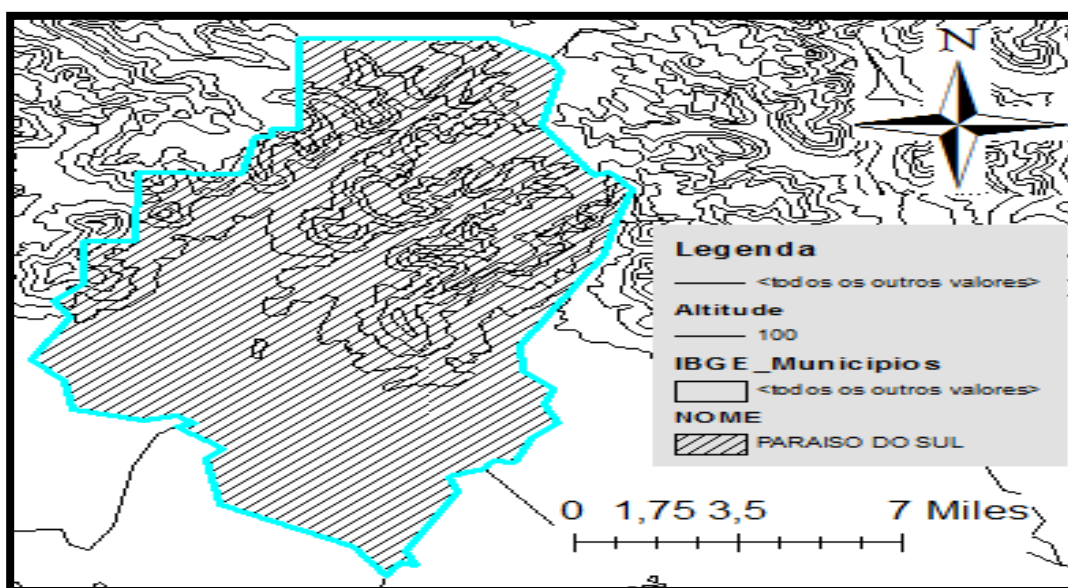 N
Legenda
<todos os outros valores>
Altitude
100
IBGE_Municipios
<todos os outros valores>
NOME
PARAISO DO SUL
0 1,75 3,5 7 Miles